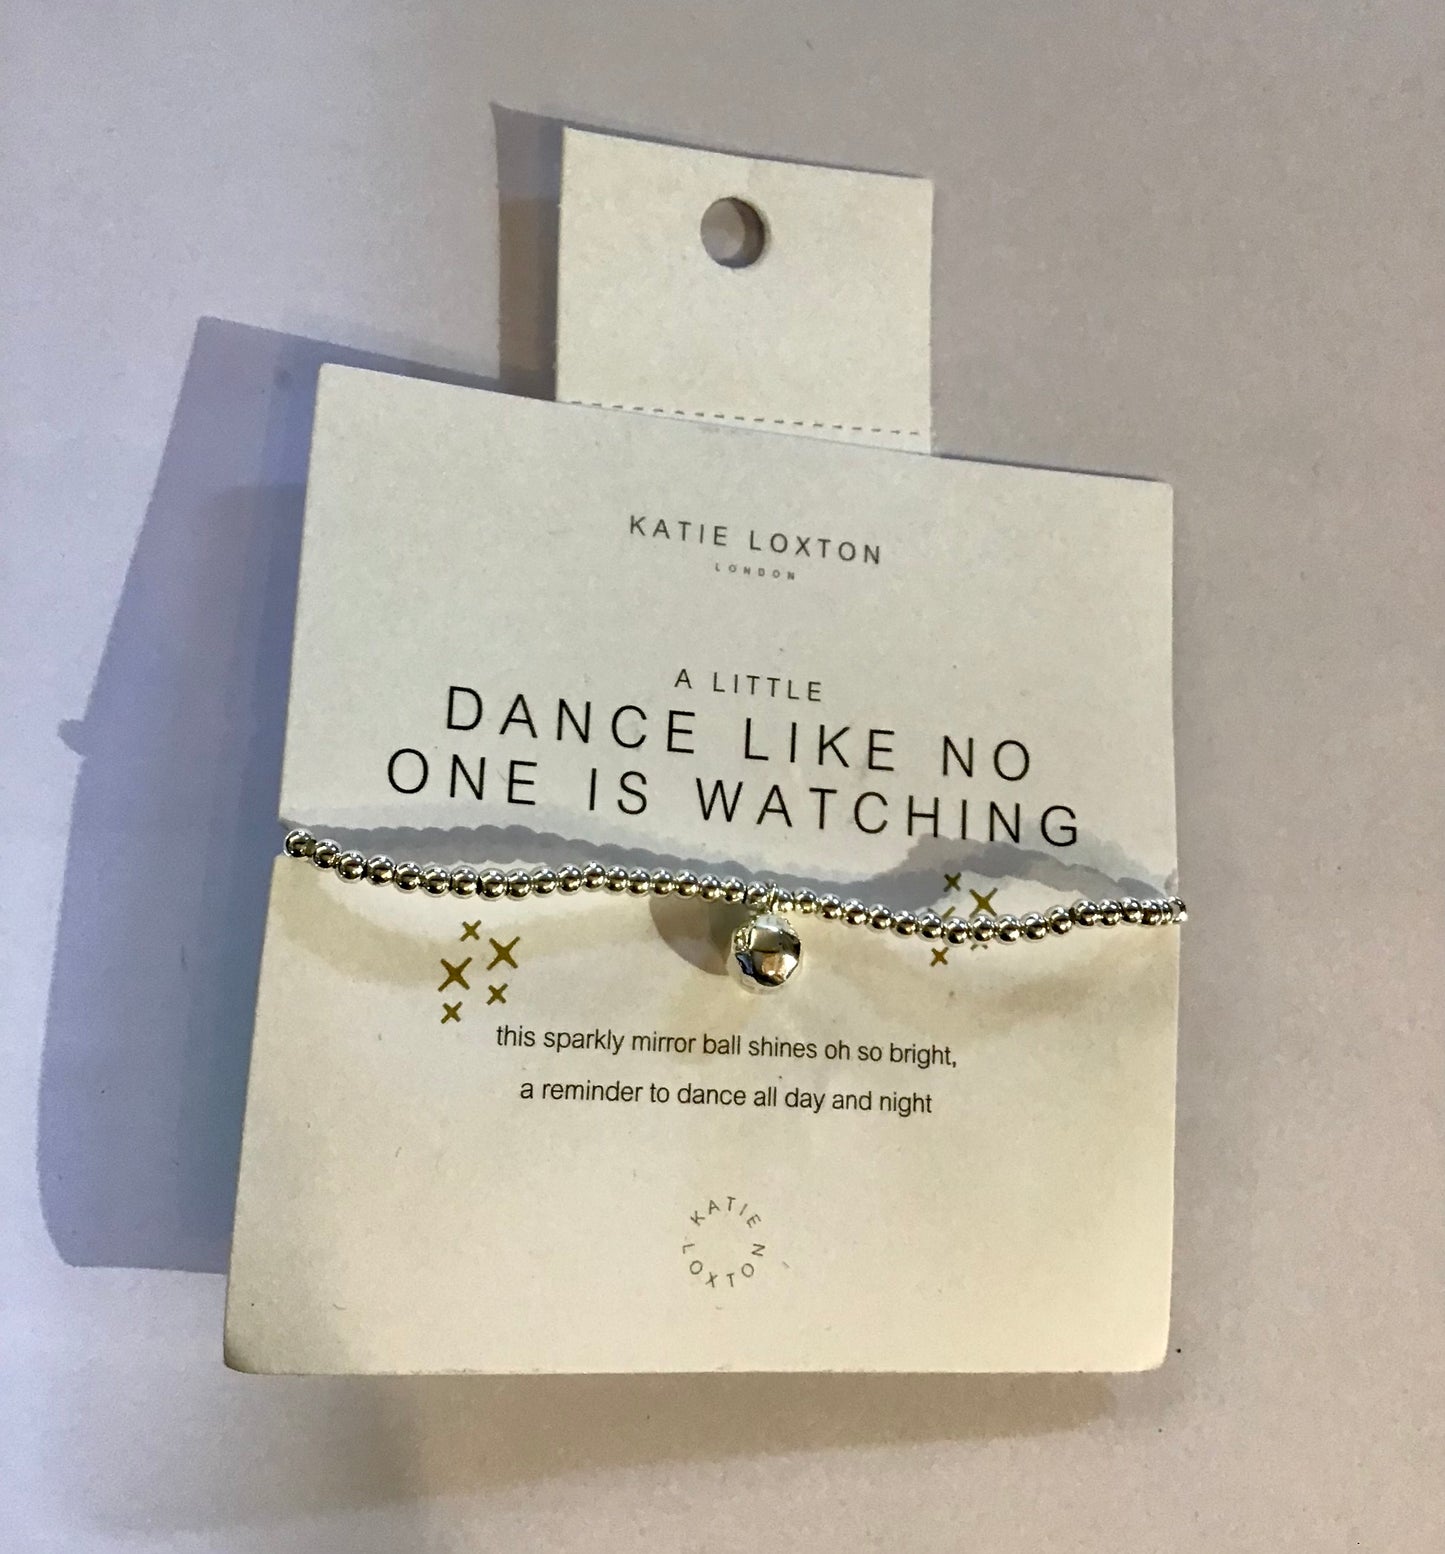 KATIE LOXTON
LONDON
A LITTLE
DANCE LIKE NO
ONE IS WATCHING
this sparkly mirror ball shines oh so bright,
a reminder to dance all day and night
KATIE LOXTON